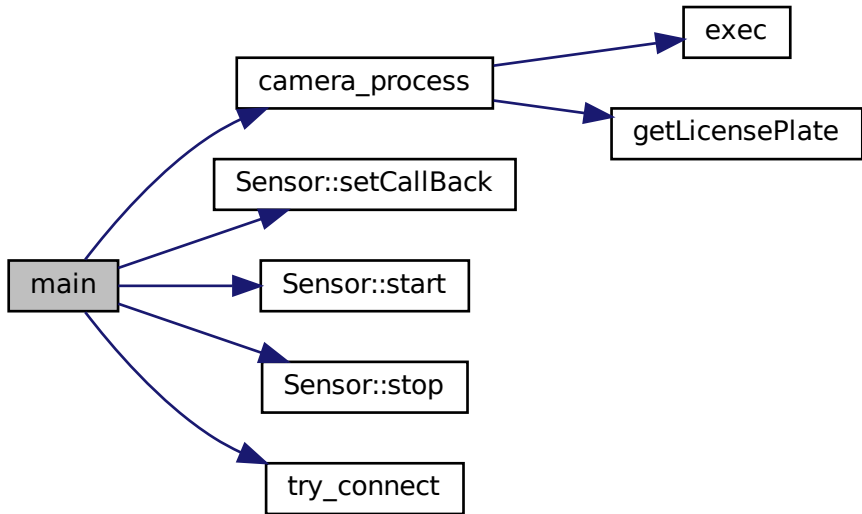 exec
camera_process
getLicensePlate
Sensor::setCallBack
main
Sensor::start
Sensor::stop
try_connect